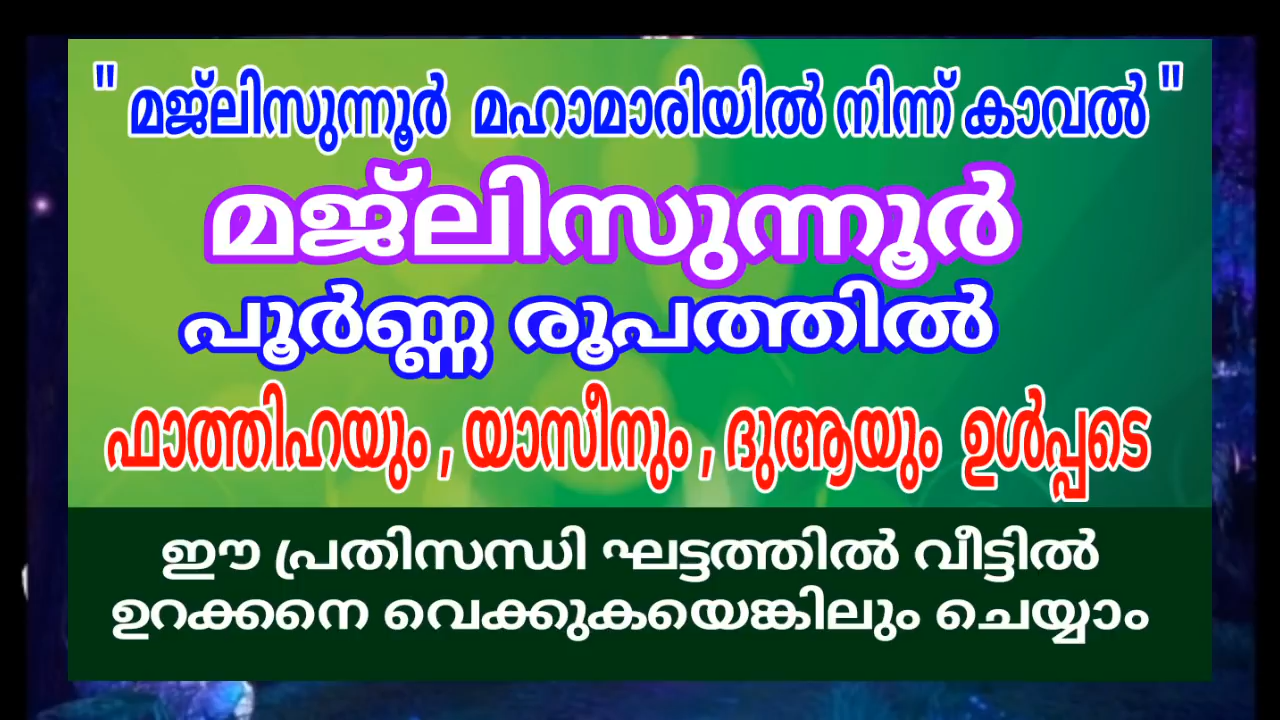 " മജ്‌ലിസുന്നൂർ മഹാമാരിയിൽ നിന്ന് കാവൽ "
മജ്‌ലിസുന്നൂർ
പൂർണ്ണ രൂപത്തിൽ
ഫാത്തിഹയും , യാസീനും , ദുആയും ഉൾപ്പടെ
ഈ പ്രതിസന്ധി ഘട്ടത്തിൽ വീട്ടിൽ
ഉറക്കനെ വെക്കുകയെങ്കിലും ചെയ്യാം